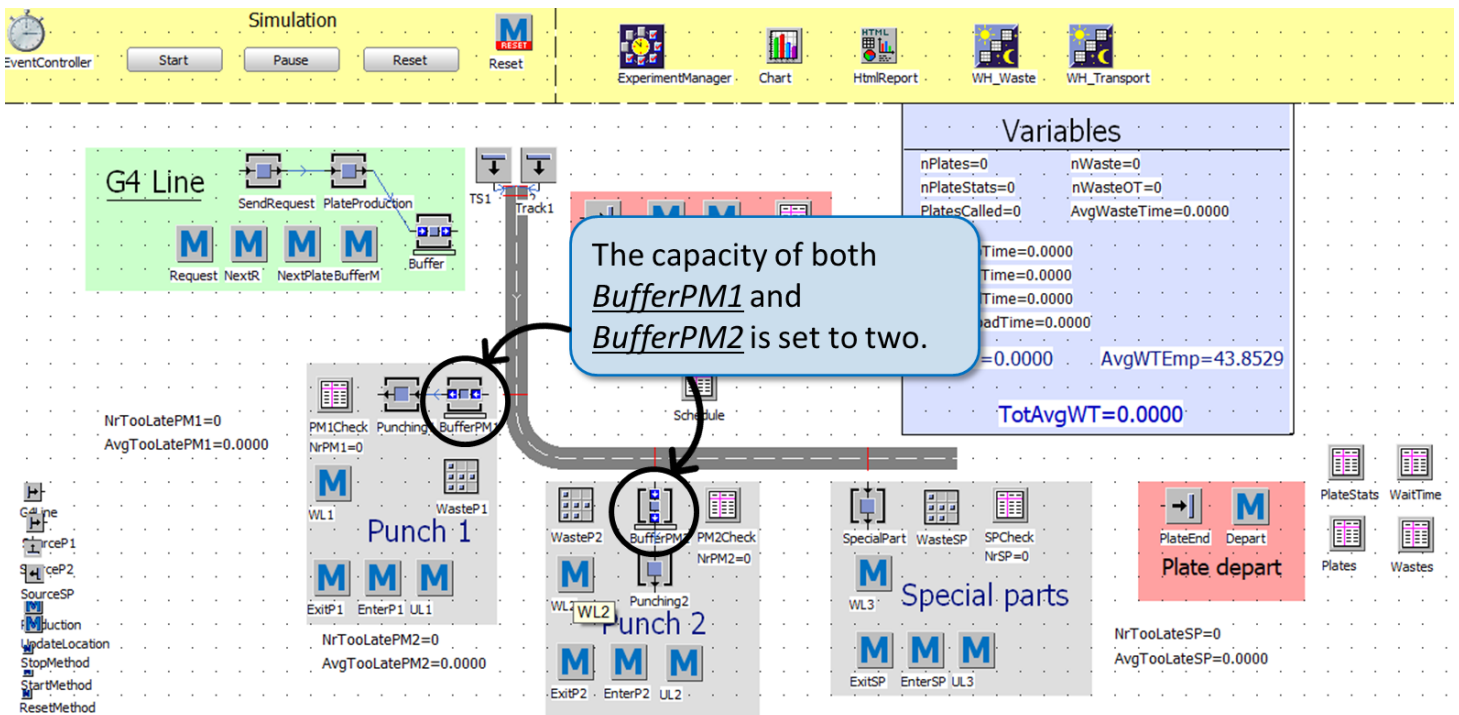 Simulation
EventController
Start
Pause
Reset
RESET
Reset
ExperimentManager
Chart
HTML
HtmlReport
WH_Waste
WH_Transport
Variables
nPlates=0
nWaste=0
nPlateStats=0
nWasteOT=0
PlatesCalled=0
AvgWasteTime=0.0000
Time=0.0000
Time=0.0000
Time=0.0000
adTime=0.0000
=0.0000
AvgWTEmp=43.8529
TotAvgWT=0.0000
G4 Line
SendRequest
PlateProduction
Buffer
Request
NextR
NextPlate
BufferM
TS1
Track1
The capacity of both
BufferPM1 and
BufferPM2 is set to two.
Schedule
NrTooLatePM1=0
AvgTooLatePM1=0.0000
PM1Check
Punching
BufferPM1
NrPM1=0
WL1
WasteP1
Punch 1
ExitP1
EnterP1
UL1
NrTooLatePM2=0
AvgTooLatePM2=0.0000
WasteP2
BufferPM2
PM2Check
NrPM2=0
WL2
WL2
Punching2
Punch 2
ExitP2
EnterP2
UL2
SpecialPart
WasteSP
SPCheck
NrSP=0
WL3
Special parts
ExitSP
EnterSP
UL3
PlateEnd
Depart
Plate depart
NrTooLateSP=0
AvgTooLateSP=0.0000
PlateStats
WaitTime
Plates
Wastes
SourceSP
UpdateLocation
StopMethod
StartMethod
ResetMethod